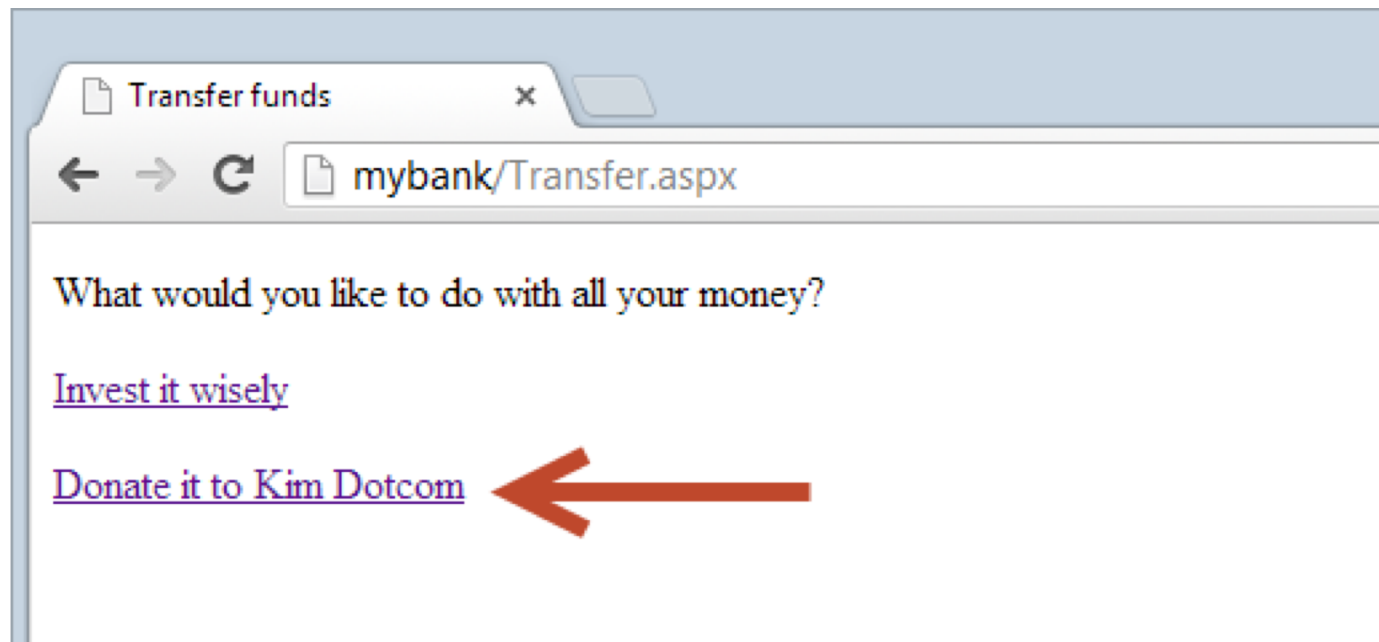 Transfer funds
mybank/Transfer.aspx
What would you like to do with all your money?
Invest it wisely
Donate it to Kim Dotcom